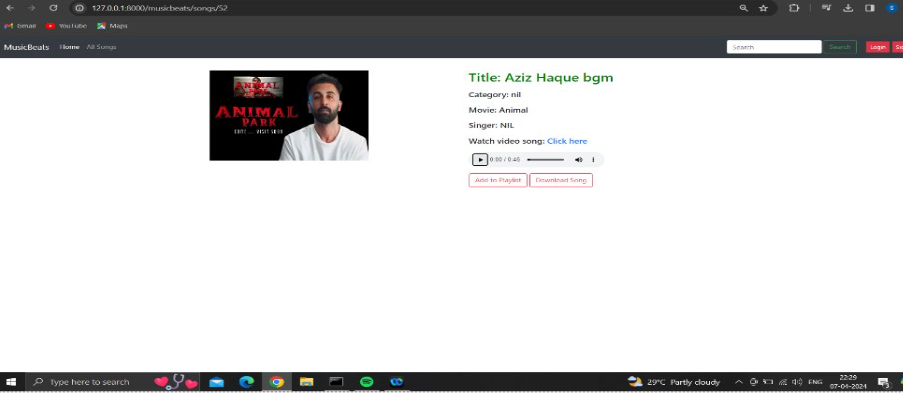 127.0.0.1:8000/musicbeats/songs/52
Gmail YouTube Maps
MusicBeats Home All Songs Search Search Login
ANIMAL
ANIMAL
PARK
Title: Aziz Haque bgm
Category: nil
Movie: Animal
Singer: NIL
Watch video song: Click here
0:00 / 0:40
Add to Playlist Download Song
Type here to search 29°C Partly cloudy ENG 22:29
07-04-2024